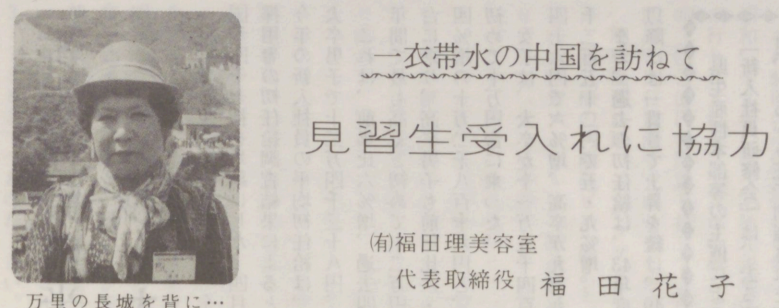 一衣帯水の中国を訪ねて
見習生受入れに協力
㈲福田理美容室
代表取締役 福田花子
万里の長城を背に…